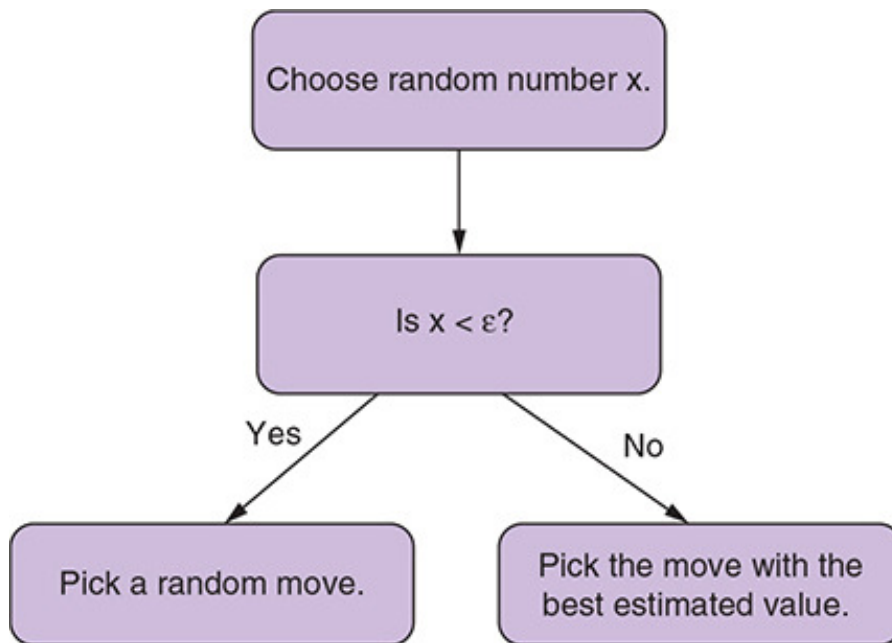 Choose random number x.
Is x < ε?
Yes
No
Pick a random move.
Pick the move with the
best estimated value.